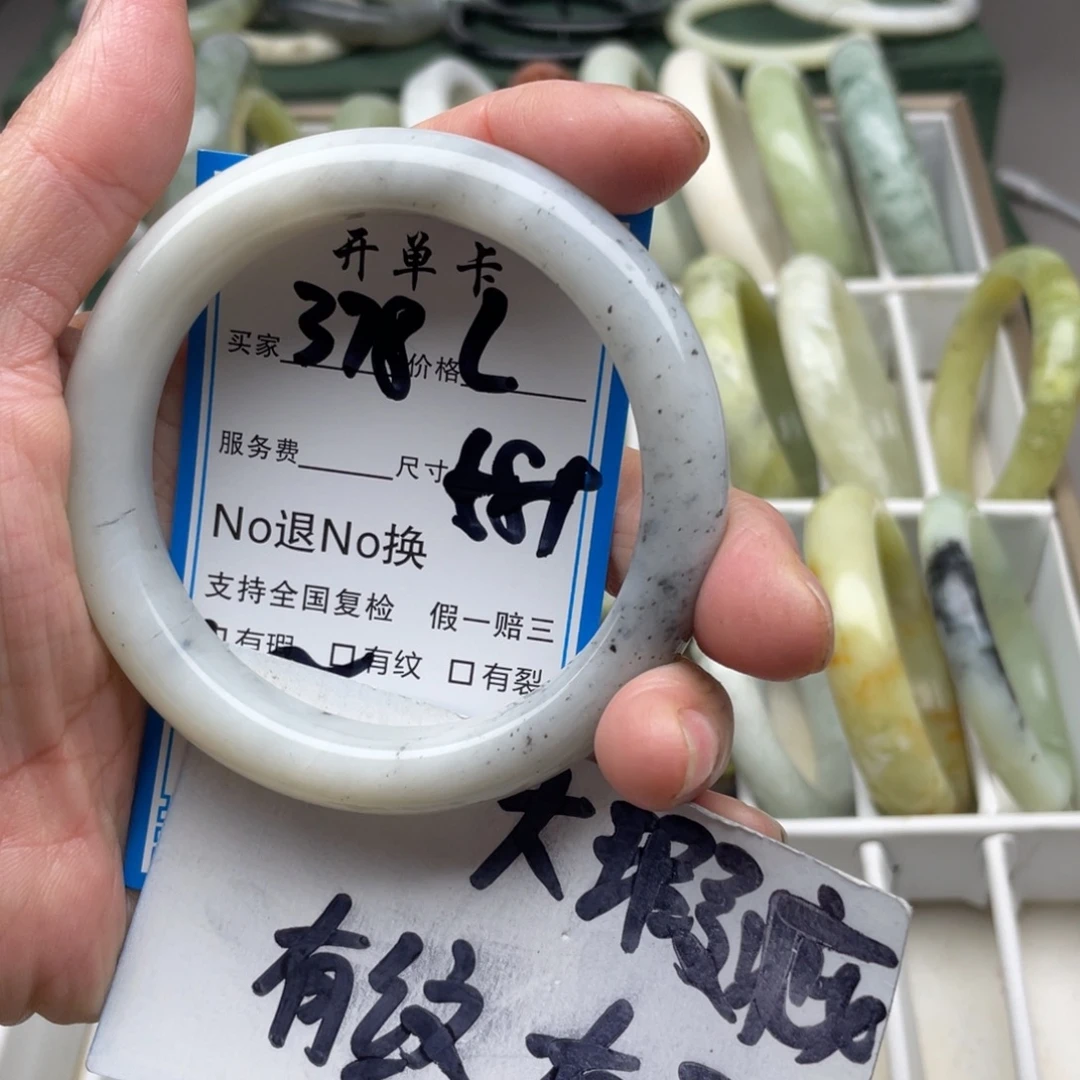 开单卡
买家 378 价格 L
服务费 尺寸
No退No换
支持全国复检 假一赔三
有瑕 口有纹 口有裂
大瑕疵
有纹